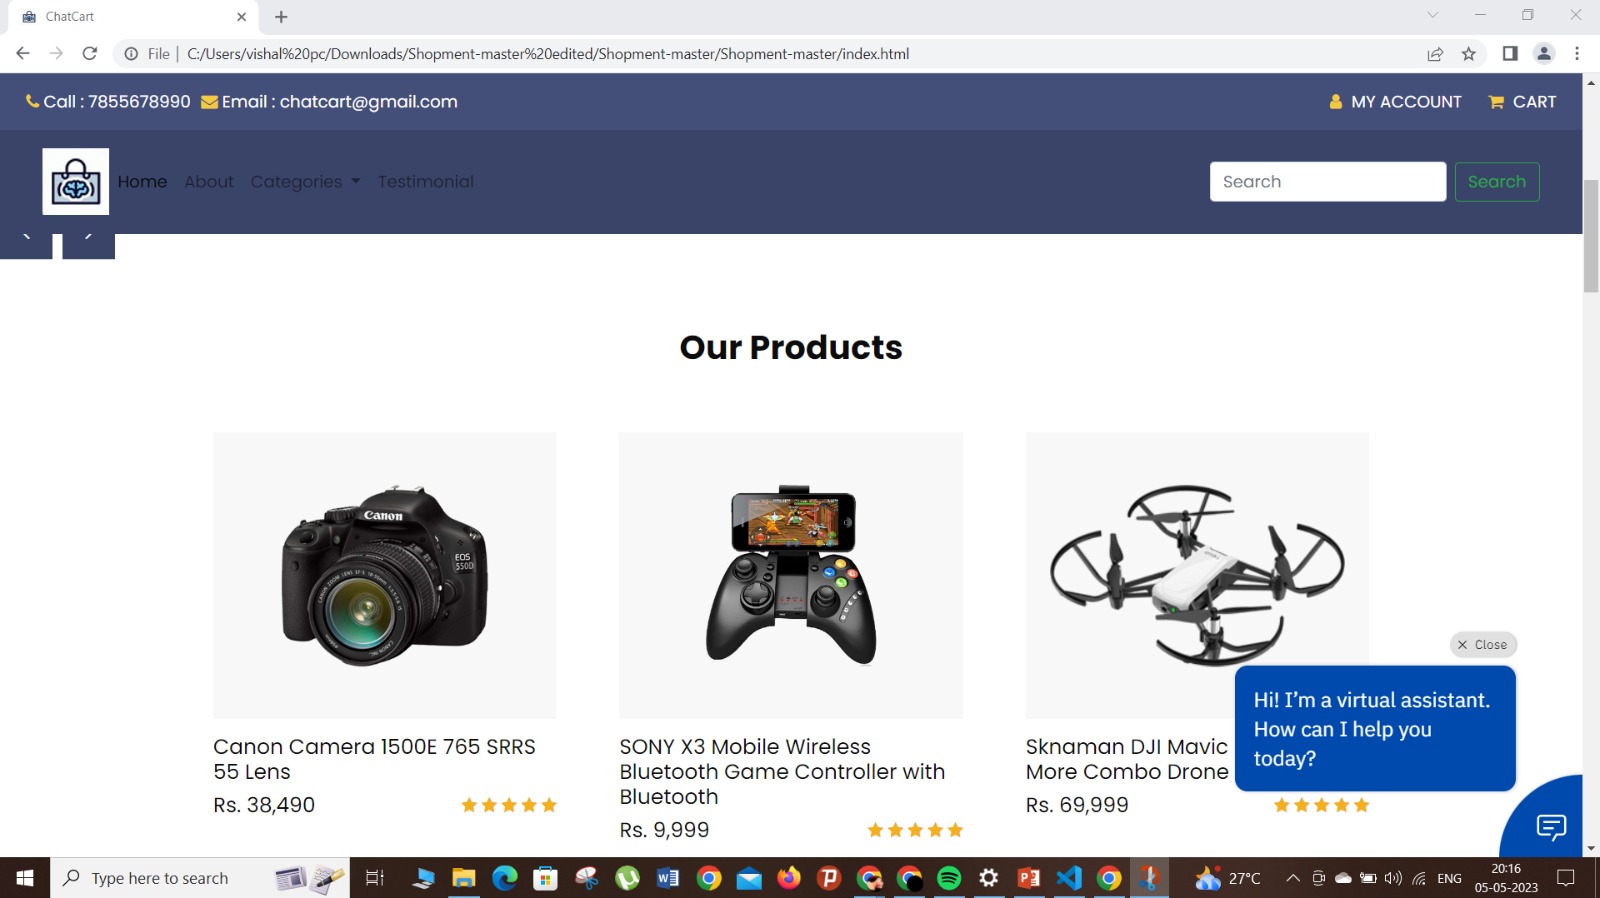 ChatCart
File | C:/Users/vishal%20pc/Downloads/Shopment-master%20edited/Shopment-master/Shopment-master/index.html
Call : 7855678990 Email : chatcart@gmail.com
MY ACCOUNT CART
Home About Categories Testimonial
Search Search
Our Products
Canon
EOS
550D
Canon Camera 1500E 765 SRRS
55 Lens
Rs. 38,490
SONY X3 Mobile Wireless
Bluetooth Game Controller with
Bluetooth
Rs. 9,999
Sknaman DJI Mavic
More Combo Drone
Rs. 69,999
Close
Hi! I’m a virtual assistant.
How can I help you
today?
Type here to search
27°C
ENG
20:16
05-05-2023